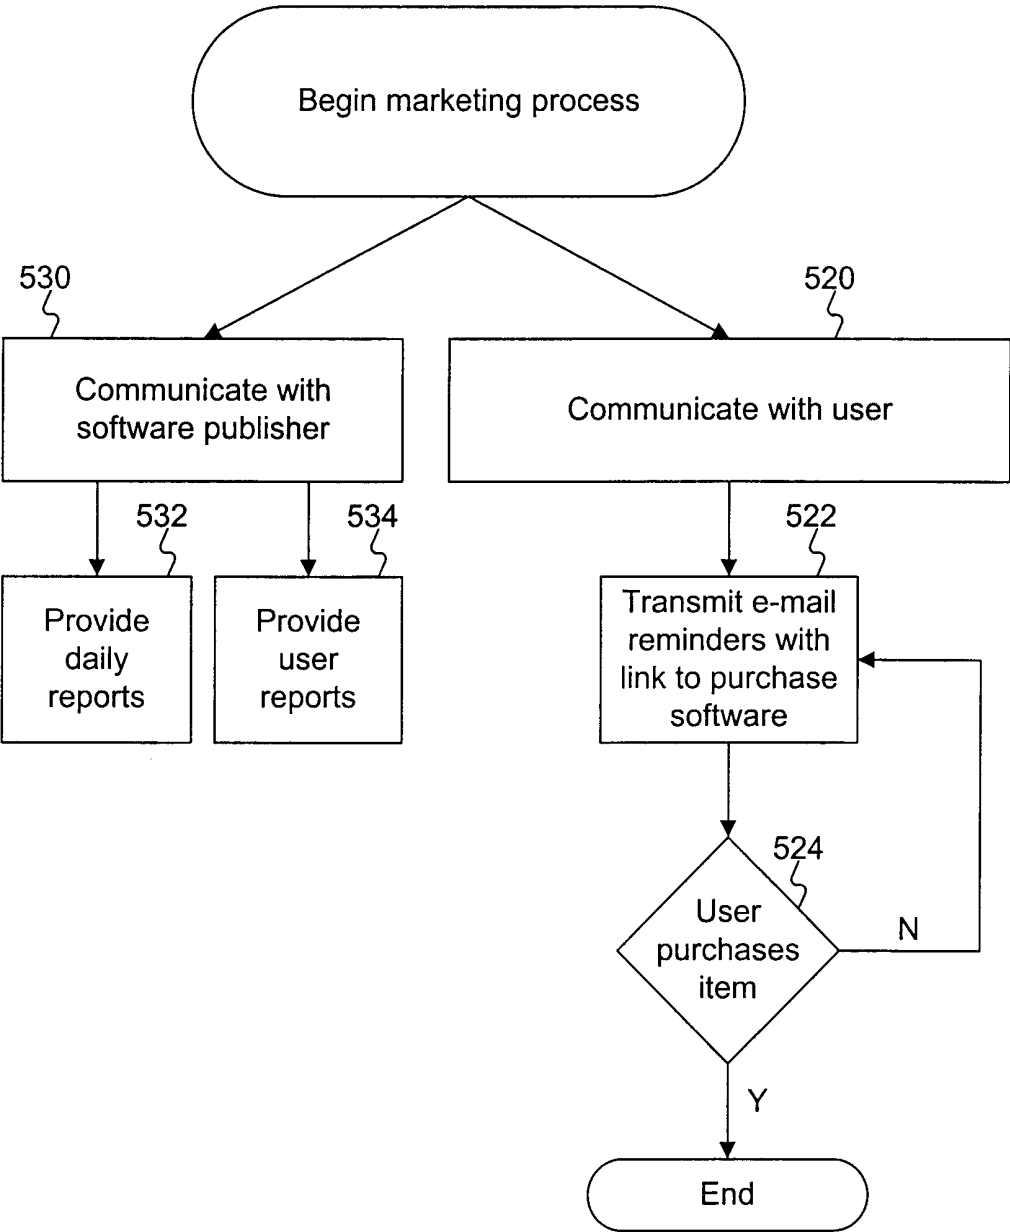 Begin marketing process
530
520
Communicate with
software publisher
Communicate with user
532
534
522
Provide
daily
reports
Provide
user
reports
Transmit e-mail
reminders with
link to purchase
software
524
User
purchases
item
N
Y
End